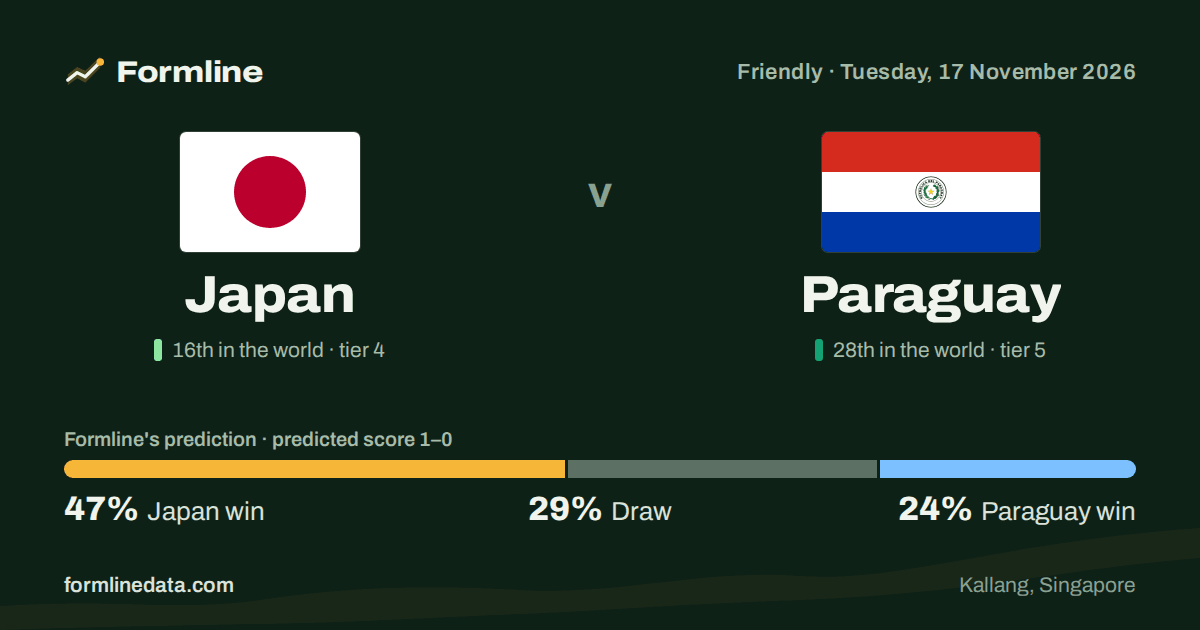 Formline
Friendly · Tuesday, 17 November 2026
v
Japan
Paraguay
16th in the world · tier 4
28th in the world · tier 5
Formline's prediction · predicted score 1–0
47% Japan win
29% Draw
24% Paraguay win
formlinedata.com
Kallang, Singapore